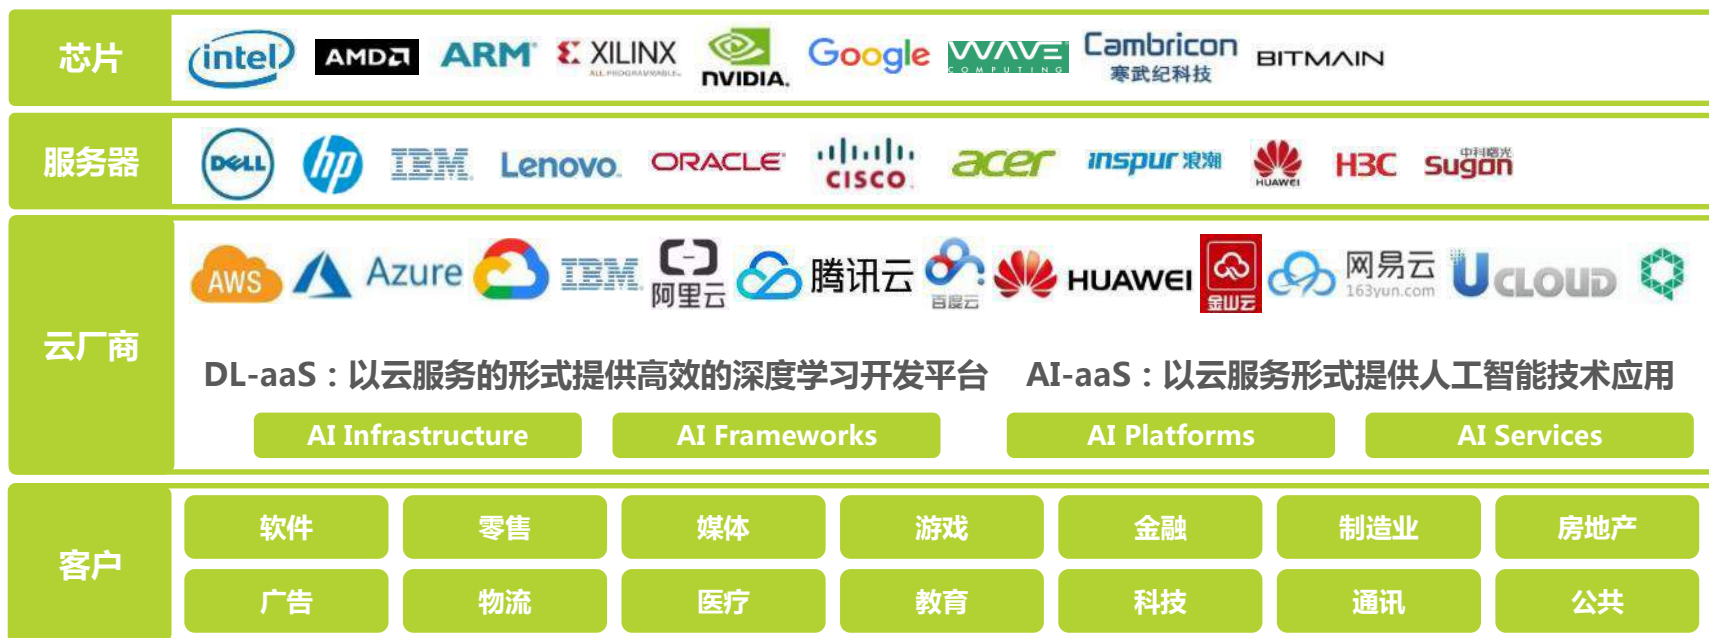 芯片
intel AMD ARM XILINX NVIDIA. Google WAVE Cambricon BITMAIN
ALL PROGRAMMABLE. COMPUTING 寒武纪科技
服务器
DELL hp IBM Lenovo. ORACLE CISCO acer inspur 浪潮 HUAWEI H3C Sugon 中科曙光
云厂商
AWS Azure IBM 阿里云 腾讯云 百度云 HUAWEI 金山云 网易云 UCLOUD
163yun.com
DL-aaS：以云服务的形式提供高效的深度学习开发平台 AI-aaS：以云服务形式提供人工智能技术应用
AI Infrastructure AI Frameworks AI Platforms AI Services
客户
软件 零售 媒体 游戏 金融 制造业 房地产
广告 物流 医疗 教育 科技 通讯 公共